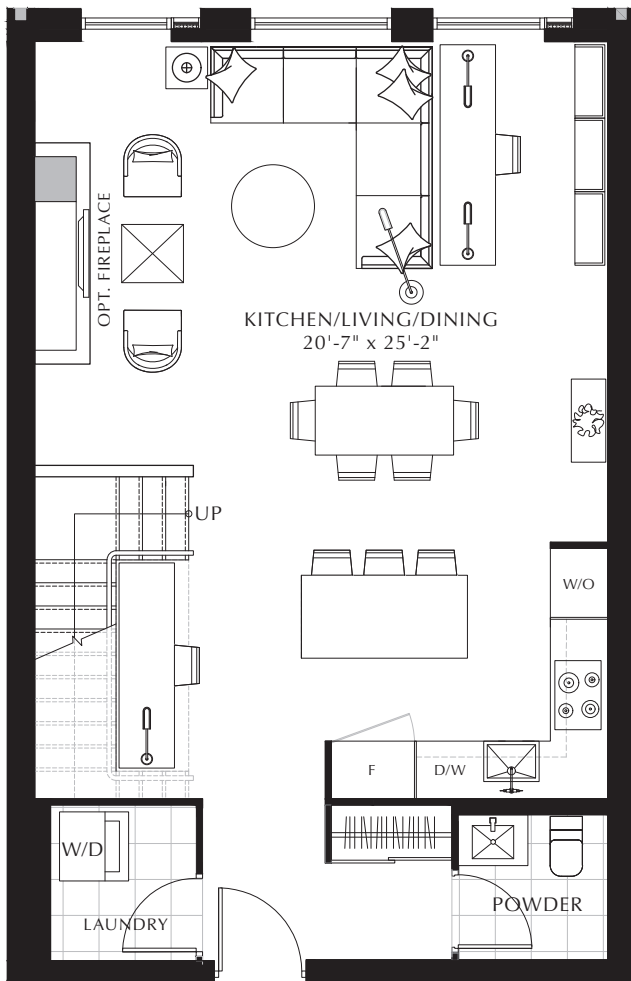 OPT. FIREPLACE
KITCHEN/LIVING/DINING
20'-7" x 25'-2"
UP
W/O
F
D/W
W/D
LAUNDRY
POWDER